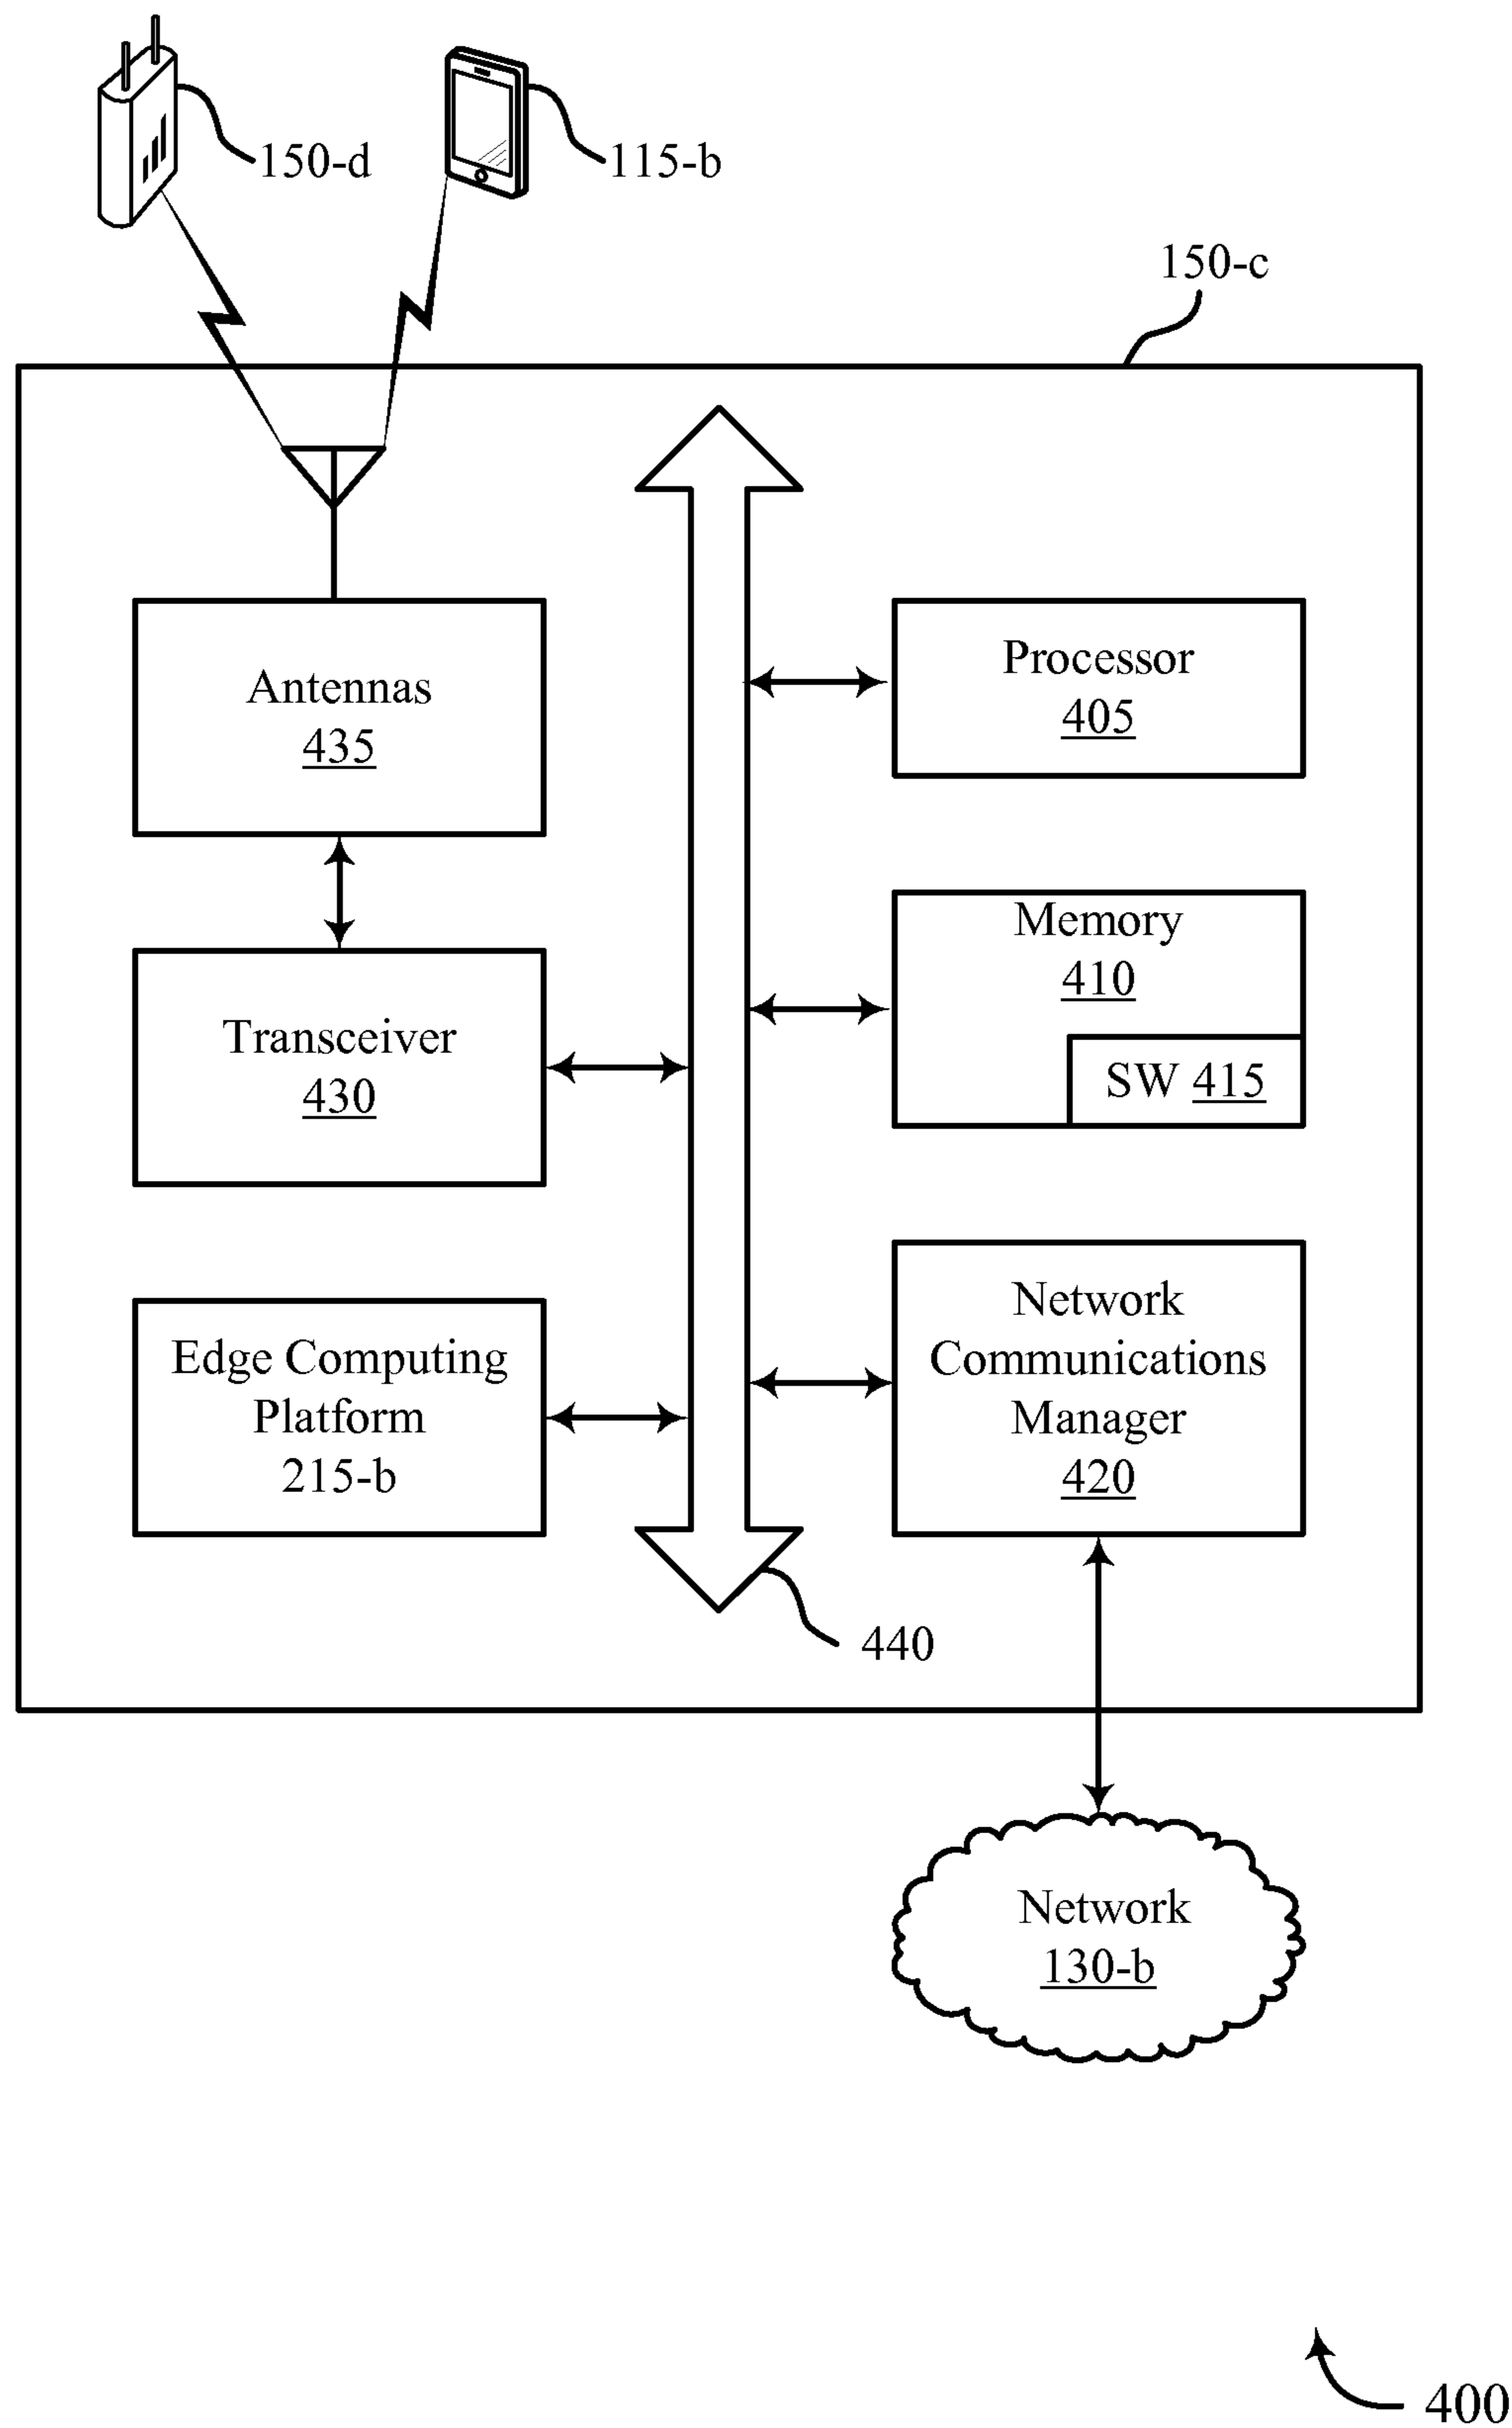 150-d
115-b
150-c
Antennas
435
Processor
405
Memory
410
SW 415
Transceiver
430
Edge Computing
Platform
215-b
Network
Communications
Manager
420
440
Network
130-b
400